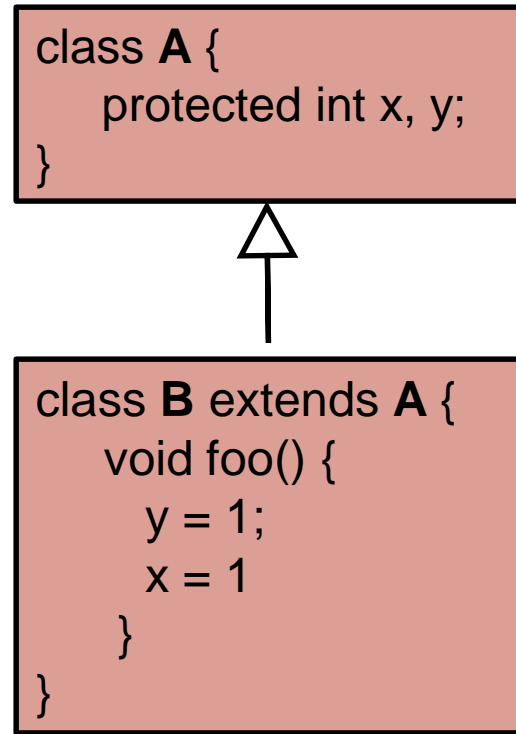 class A {
protected int x, y;
}
class B extends A {
void foo() {
y = 1;
x = 1
}
}